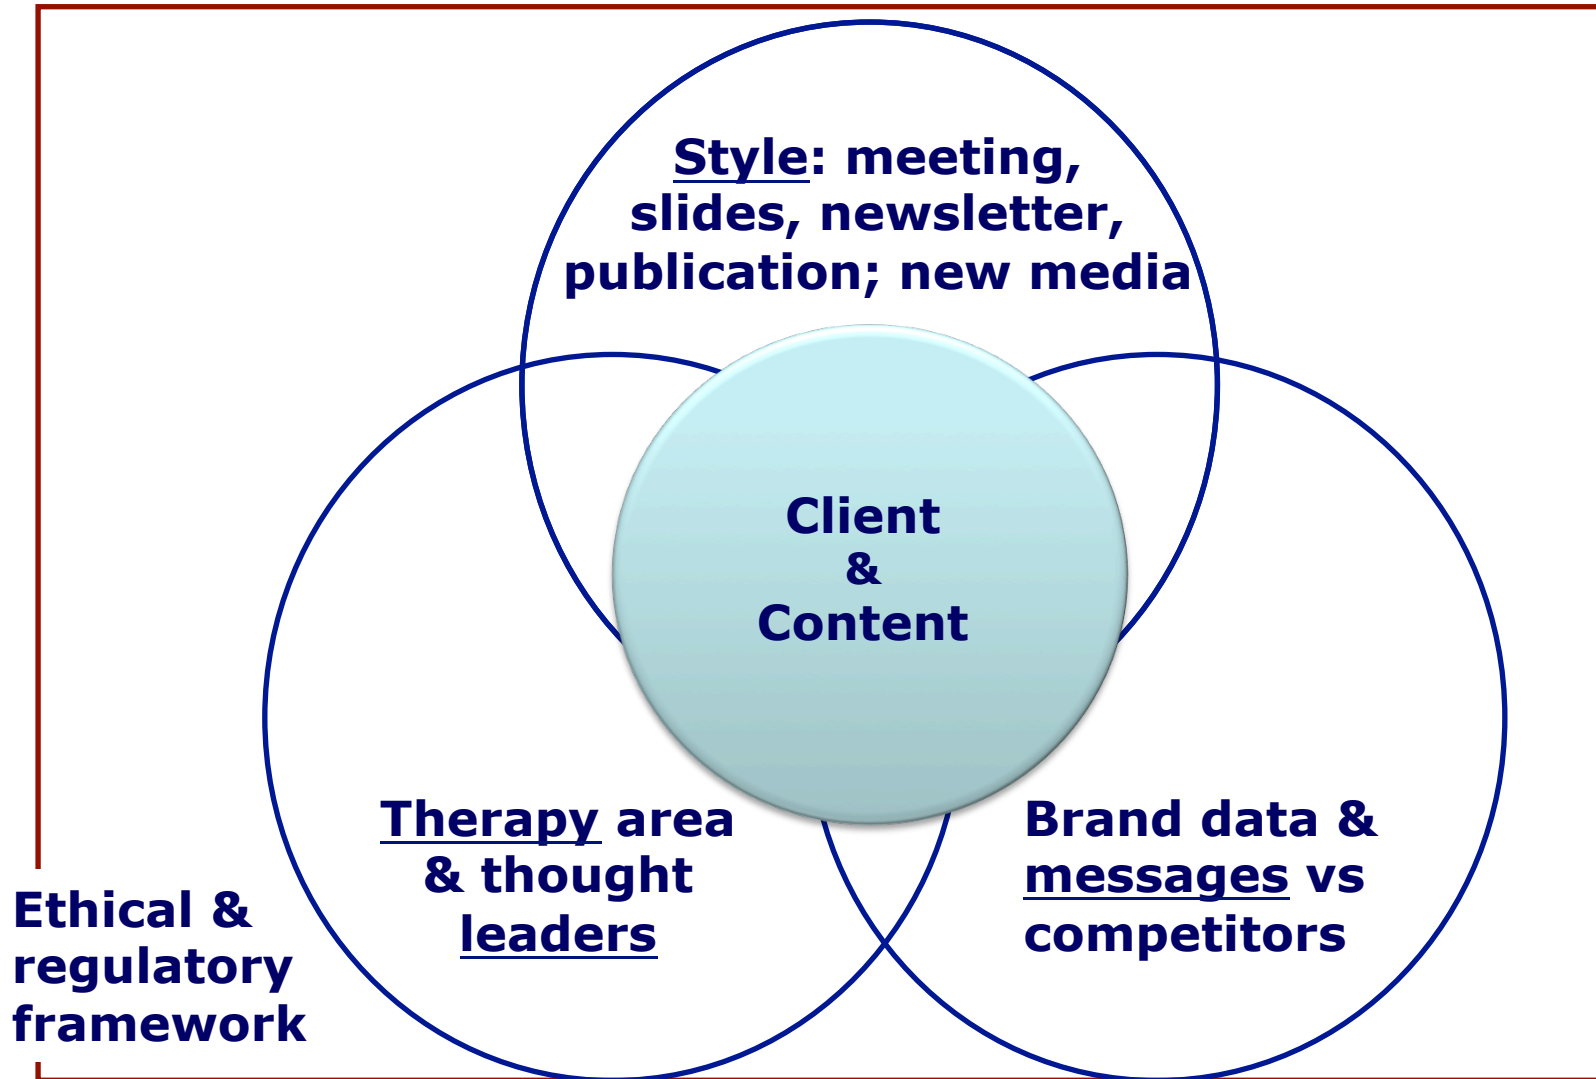 Style: meeting,
slides, newsletter,
publication; new media
Client
&
Content
Therapy area
& thought
leaders
Brand data &
messages vs
competitors
Ethical &
regulatory
framework